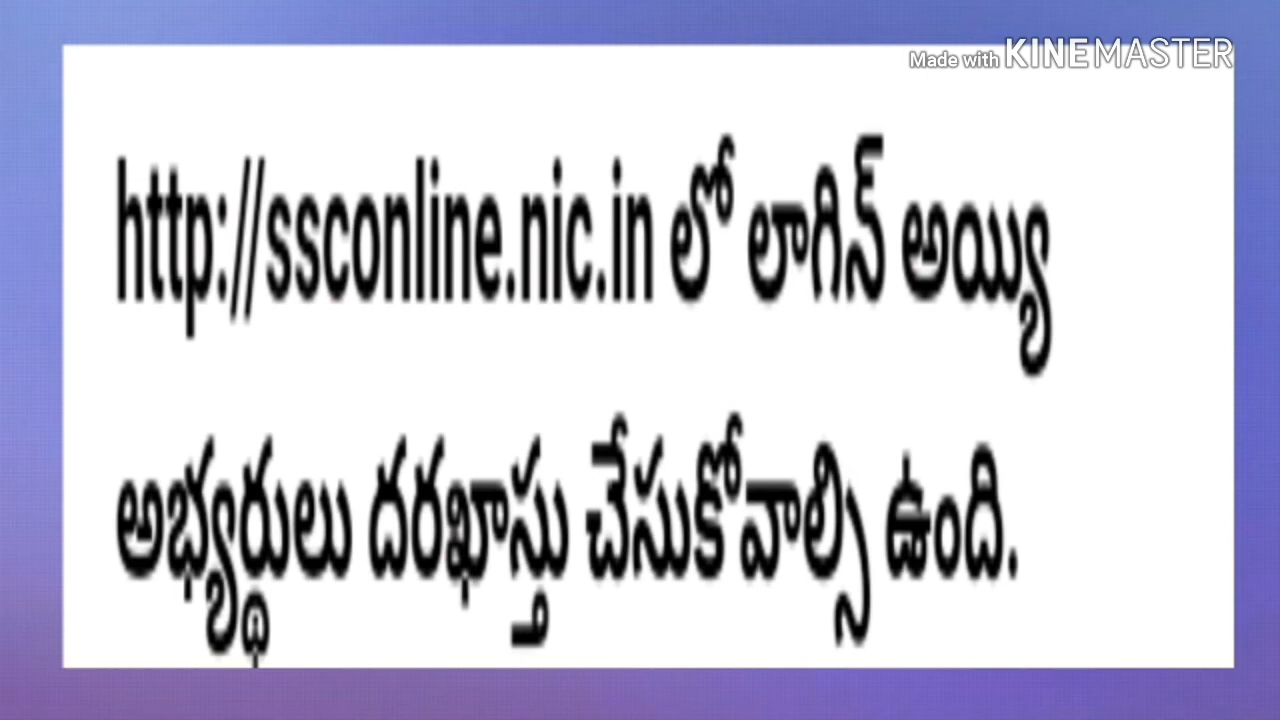 Made with KINEMASTER
http://ssconline.nic.in లో లాగిన్ అయ్యి
అభ్యర్థులు దరఖాస్తు చేసుకోవాల్సి ఉంది.